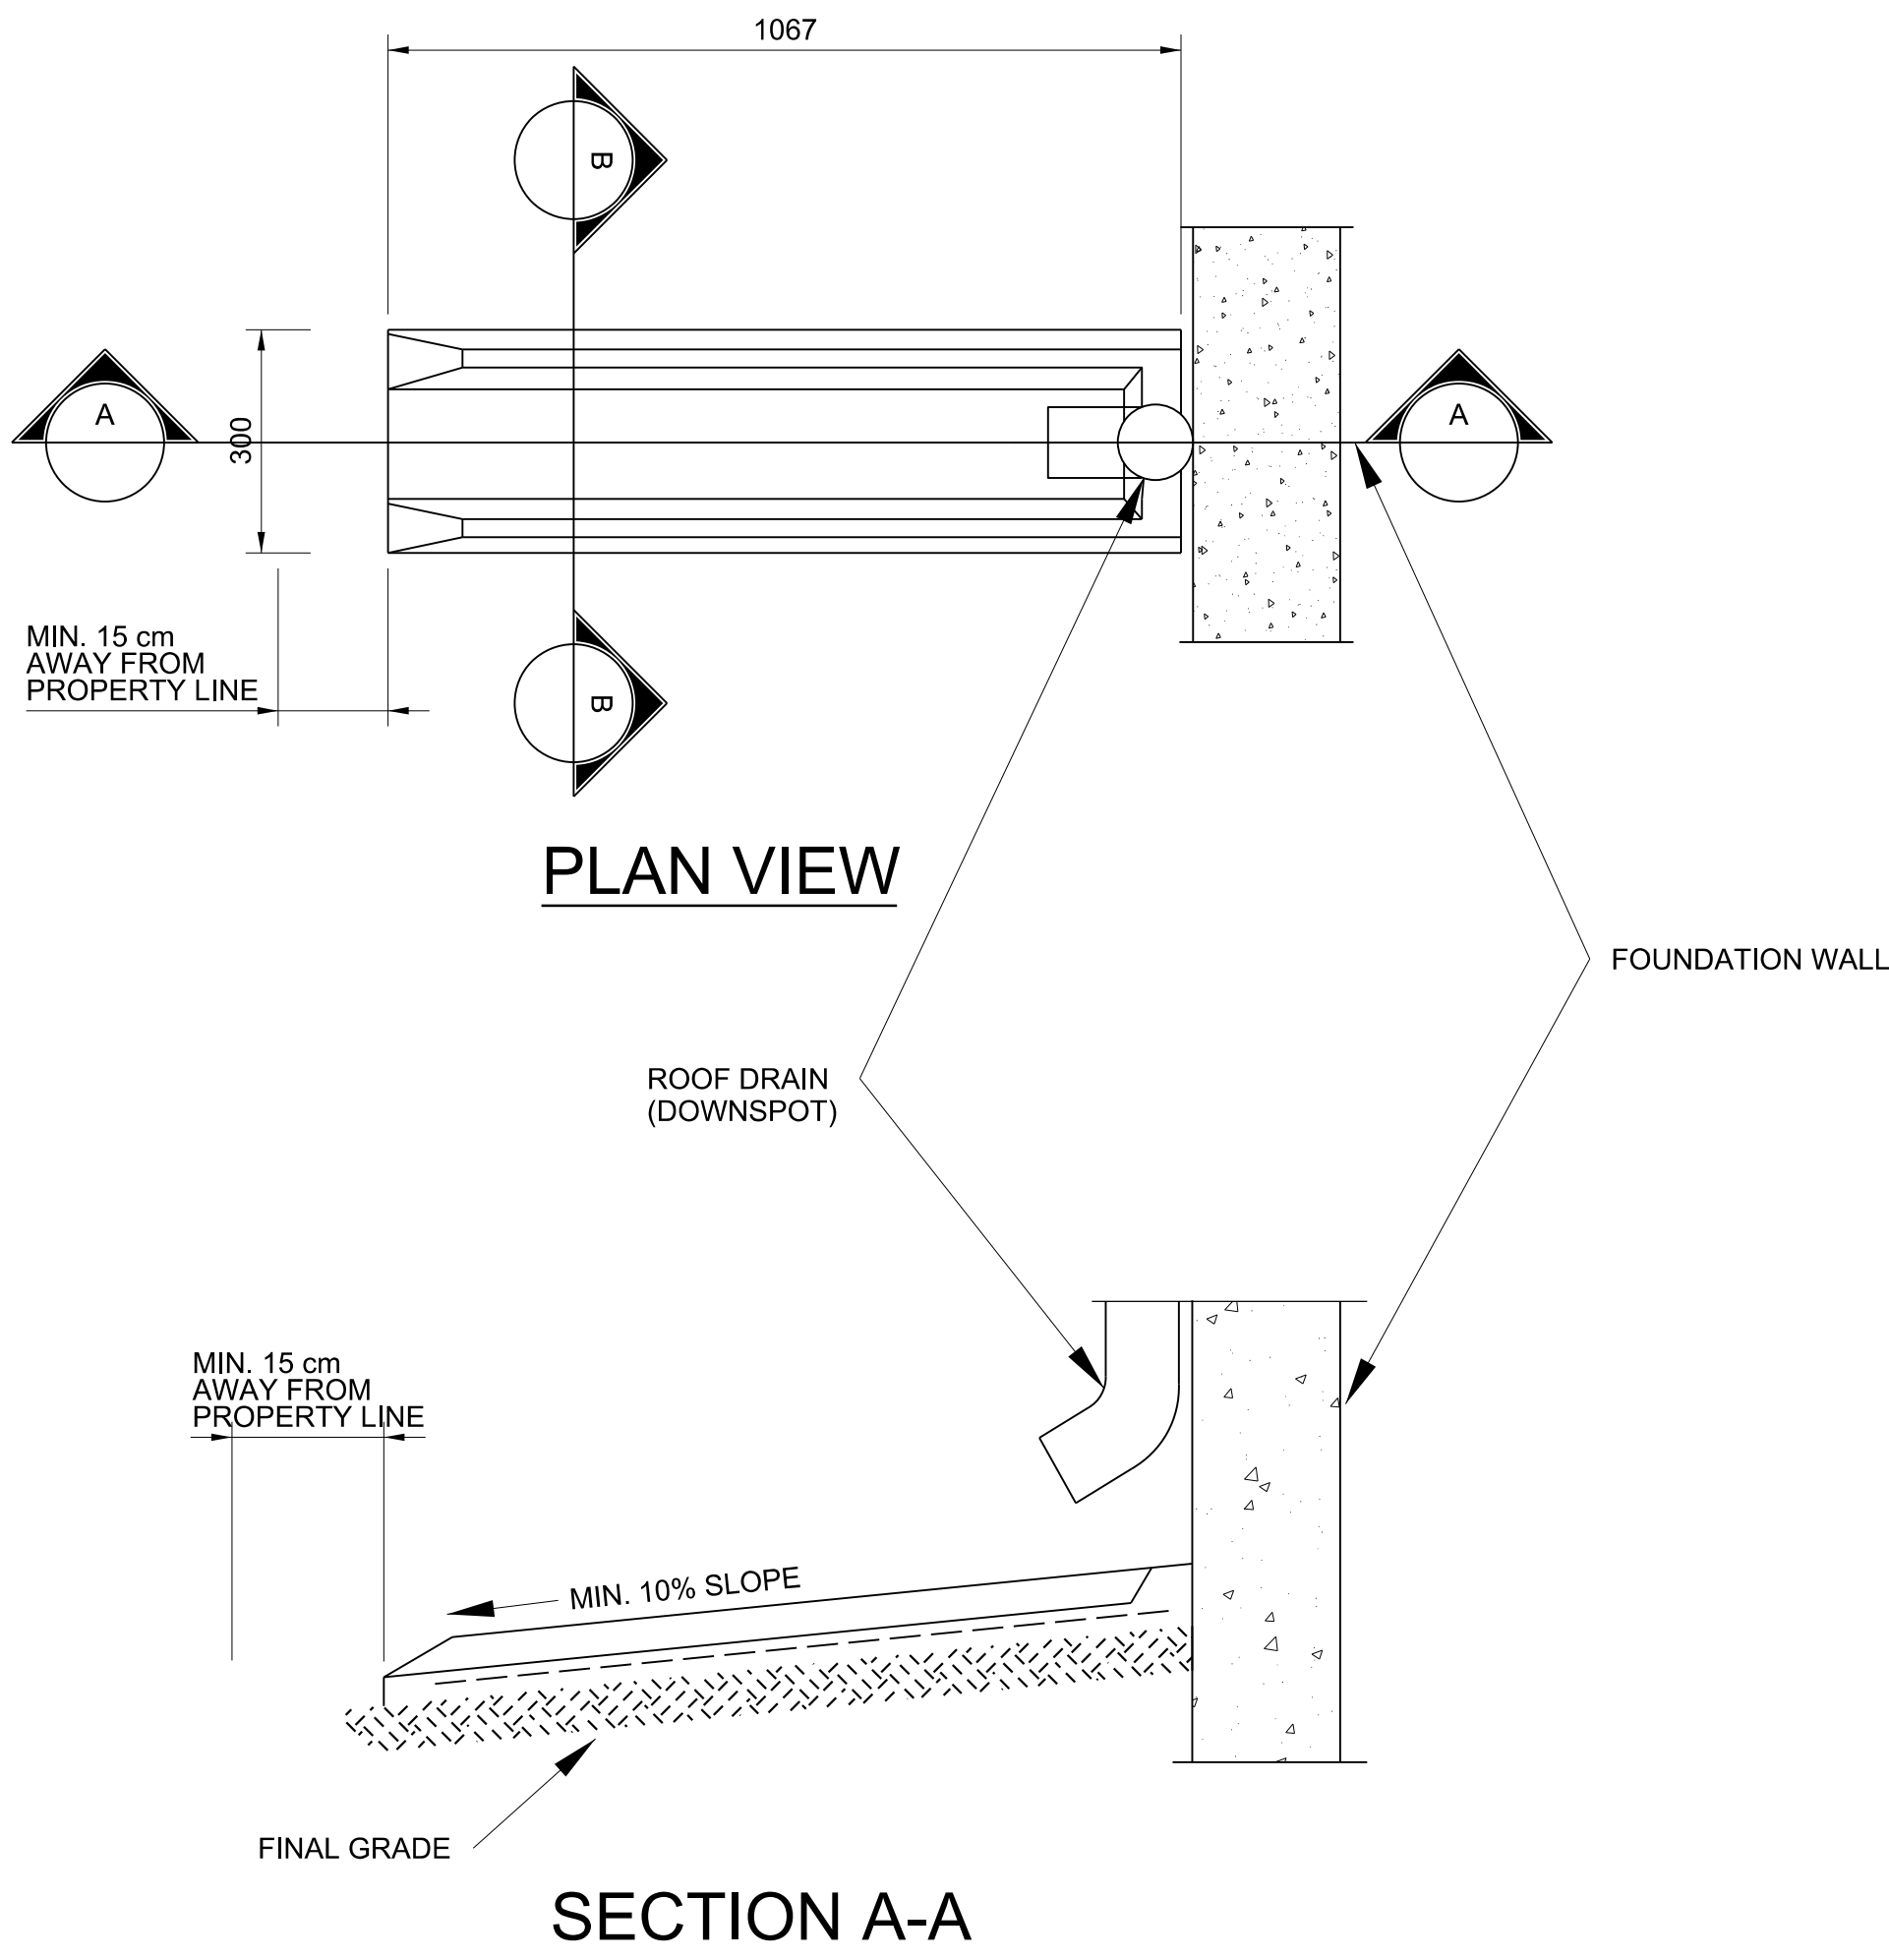 1067
B
A
A
300
B
MIN. 15 cm
AWAY FROM
PROPERTY LINE
PLAN VIEW
FOUNDATION WALL
ROOF DRAIN
(DOWNSPOT)
MIN. 15 cm
AWAY FROM
PROPERTY LINE
MIN. 10% SLOPE
FINAL GRADE
SECTION A-A